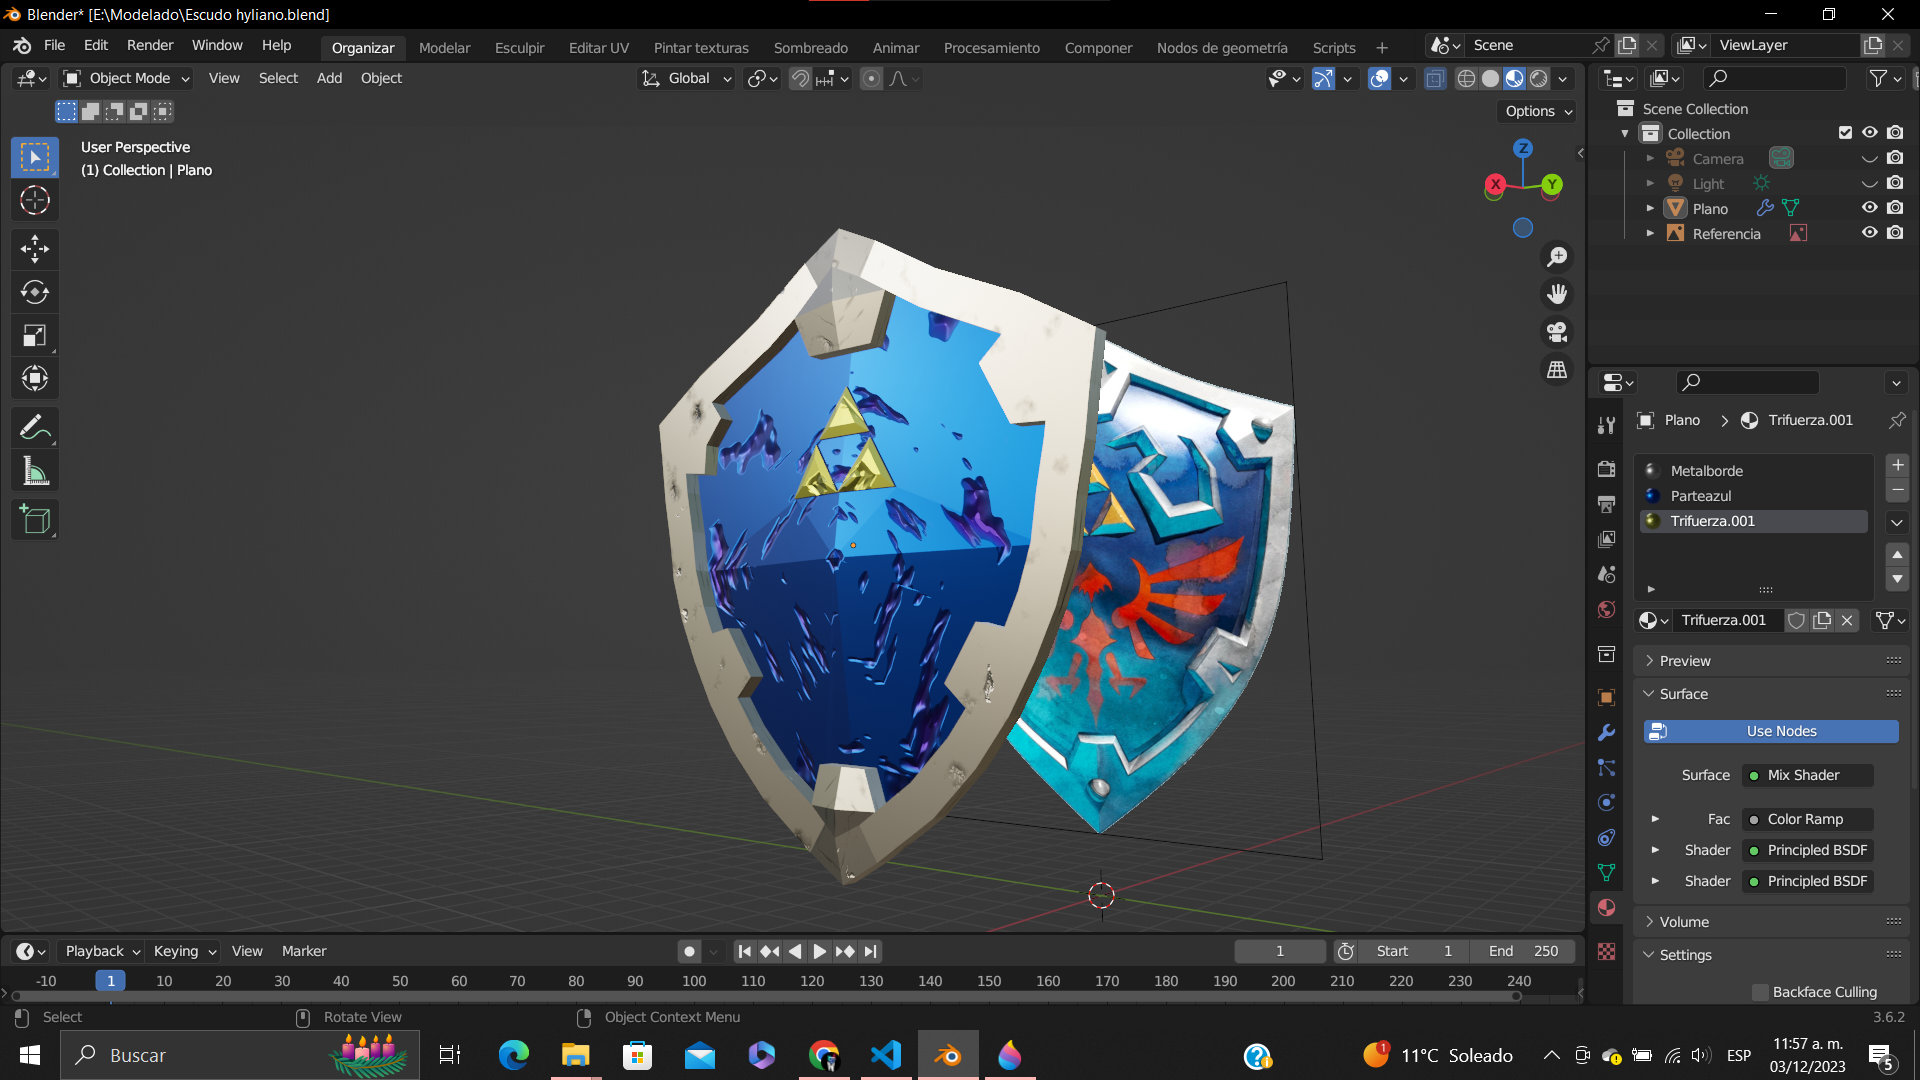 Blender* [E:\Modelado\Escudo hyliano.blend]
File Edit Render Window Help
Organizar Modelar Esculpir Editar UV Pintar texturas Sombreado Animar Procesamiento Componer Nodos de geometría Scripts +
Scene
ViewLayer
Object Mode View Select Add Object
Global
Options
User Perspective
(1) Collection | Plano
Z
X
Y
Scene Collection
Collection
Camera
Light
Plano
Referencia
Plano > Trifuerza.001
Metalborde
Parteazul
Trifuerza.001
Trifuerza.001
Preview
Surface
Use Nodes
Surface Mix Shader
Fac Color Ramp
Shader Principled BSDF
Shader Principled BSDF
Volume
Settings
Backface Culling
Playback Keying View Marker
1
Start 1
End 250
-10 1 10 20 30 40 50 60 70 80 90 100 110 120 130 140 150 160 170 180 190 200 210 220 230 240
Select
Rotate View
Object Context Menu
3.6.2
Buscar
1
11°C Soleado
ESP
11:57 a. m.
03/12/2023
5